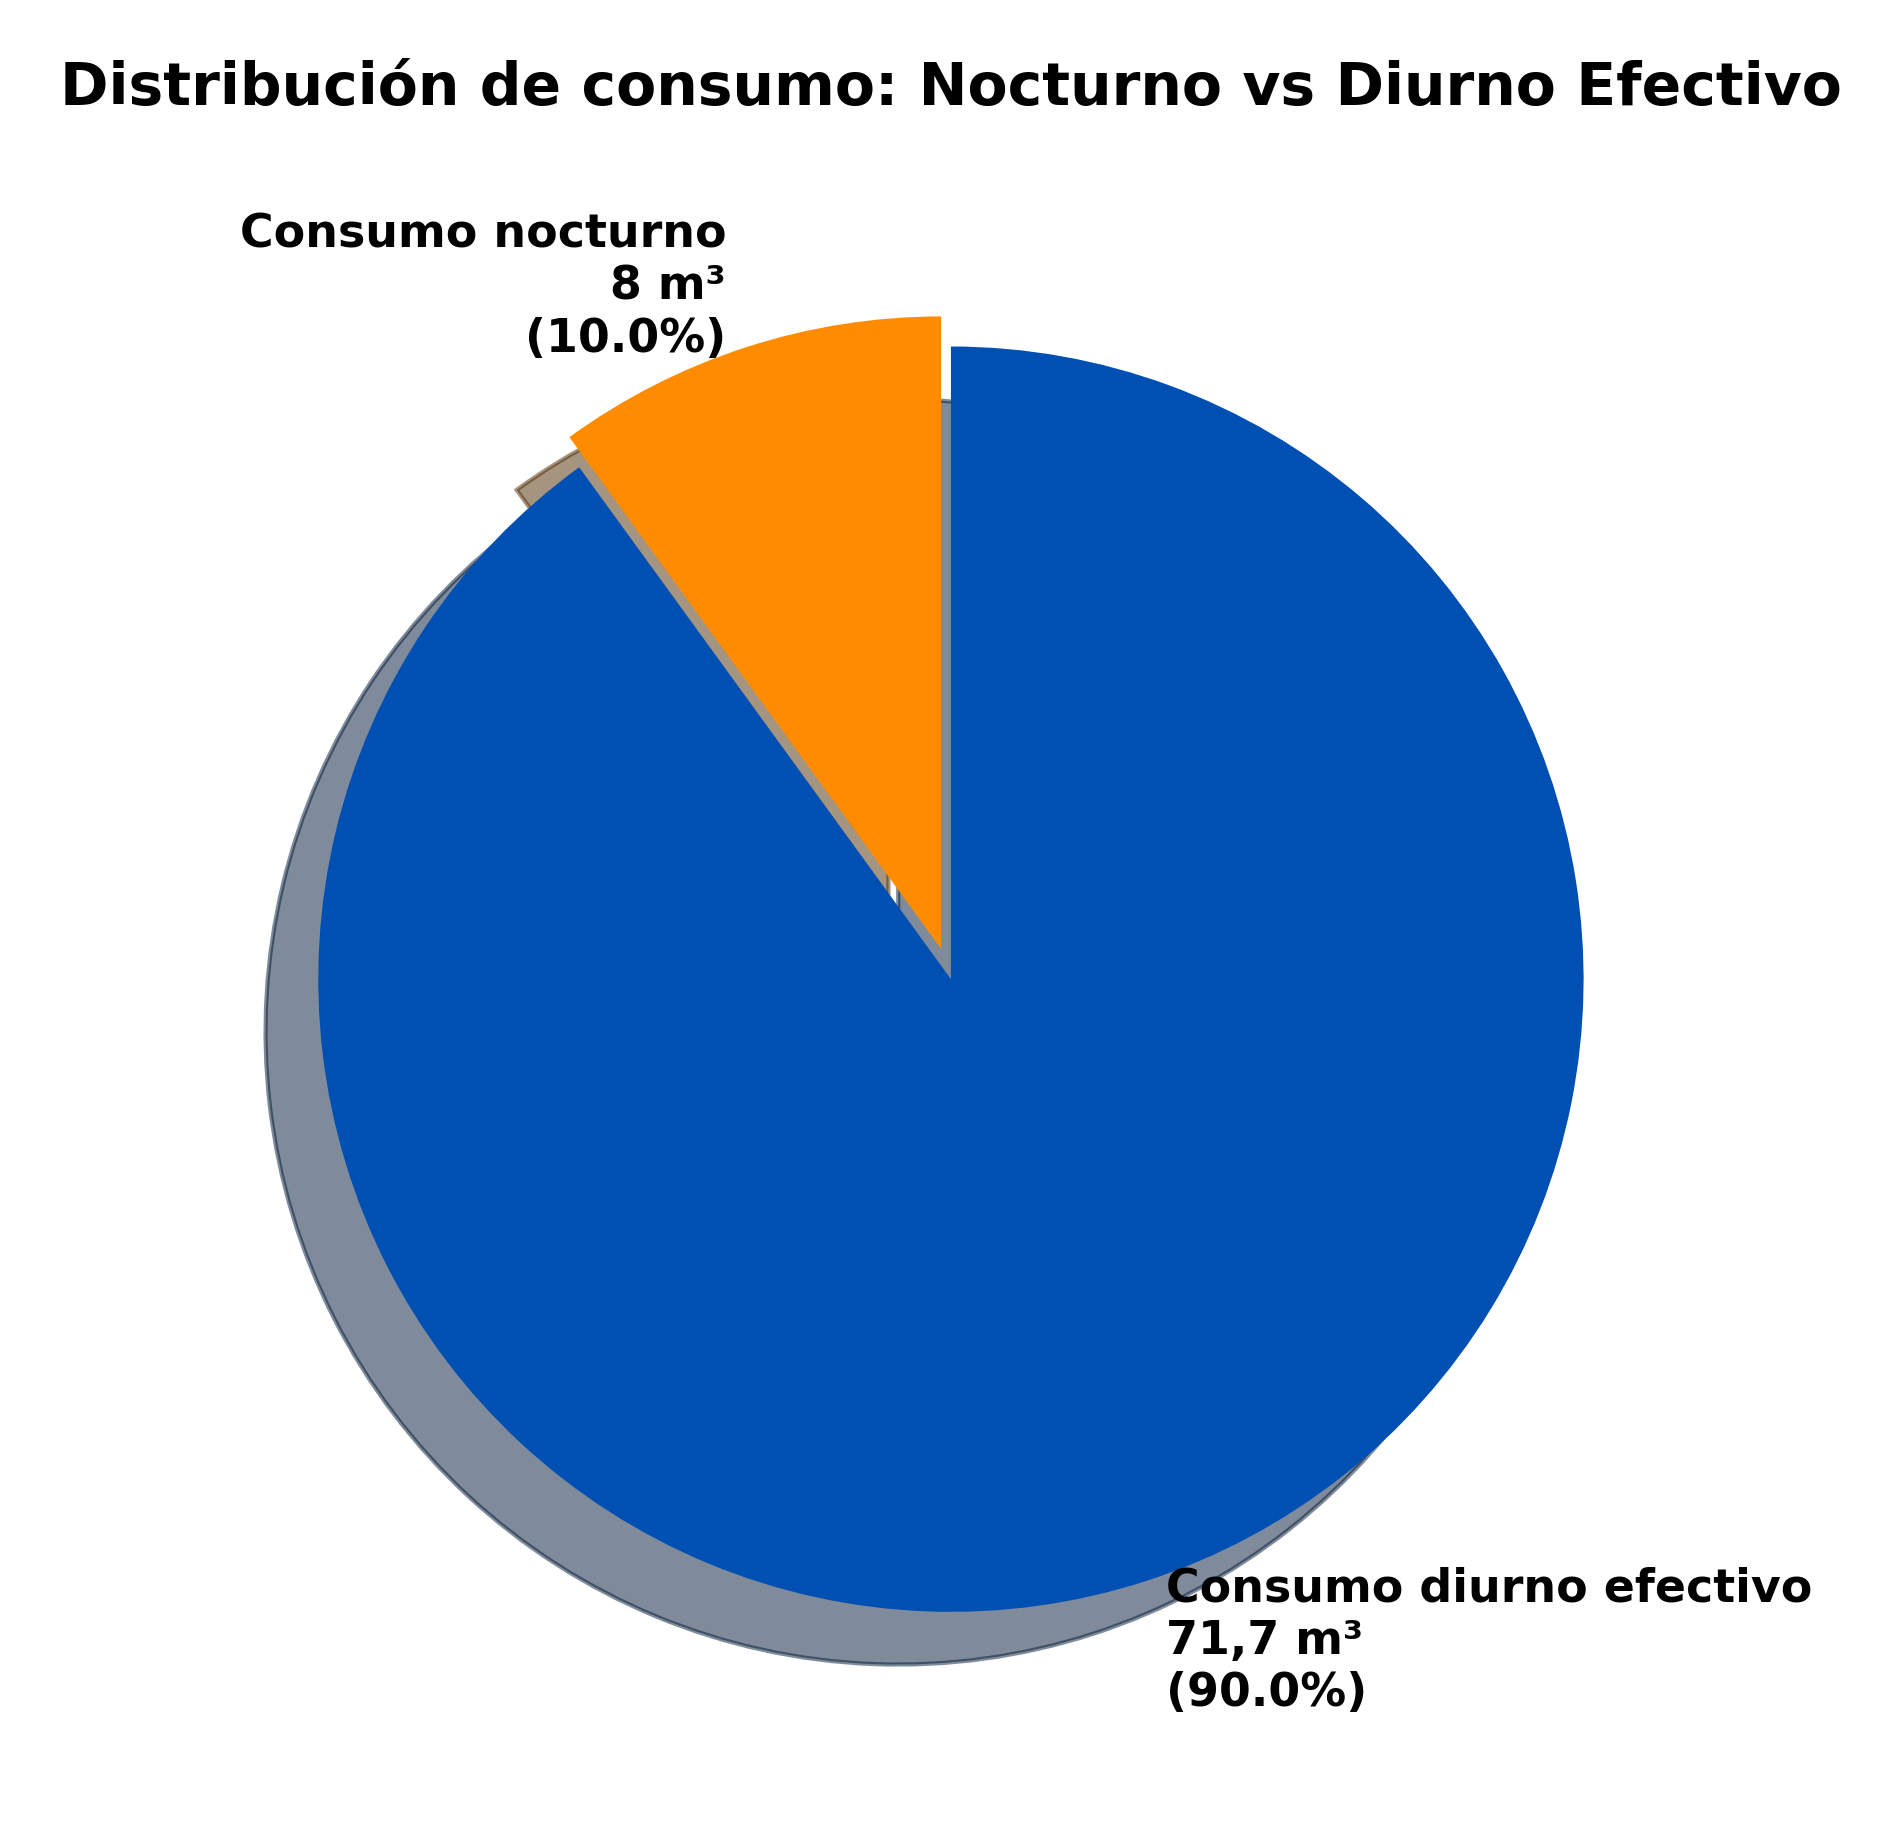 Distribución de consumo: Nocturno vs Diurno Efectivo
Consumo nocturno
8 m³
(10.0%)
Consumo diurno efectivo
71,7 m³
(90.0%)